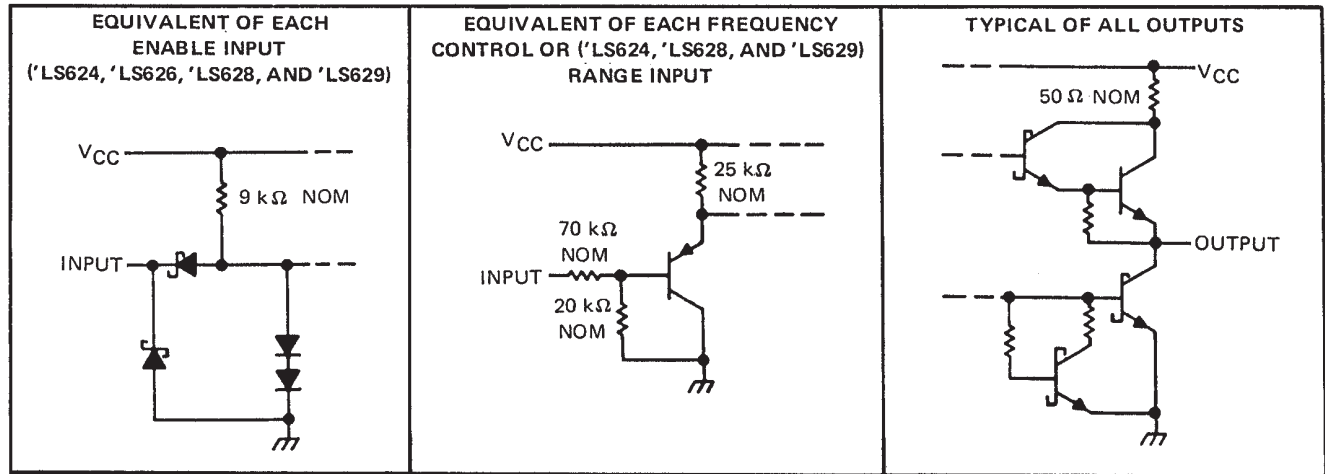 EQUIVALENT OF EACH
ENABLE INPUT
('LS624, 'LS626, 'LS628, AND 'LS629)
VCC
9 kΩ NOM
INPUT
EQUIVALENT OF EACH FREQUENCY
CONTROL OR ('LS624, 'LS628, AND 'LS629)
RANGE INPUT
VCC
25 kΩ
NOM
70 kΩ
NOM
INPUT
20 kΩ
NOM
TYPICAL OF ALL OUTPUTS
VCC
50 Ω NOM
OUTPUT